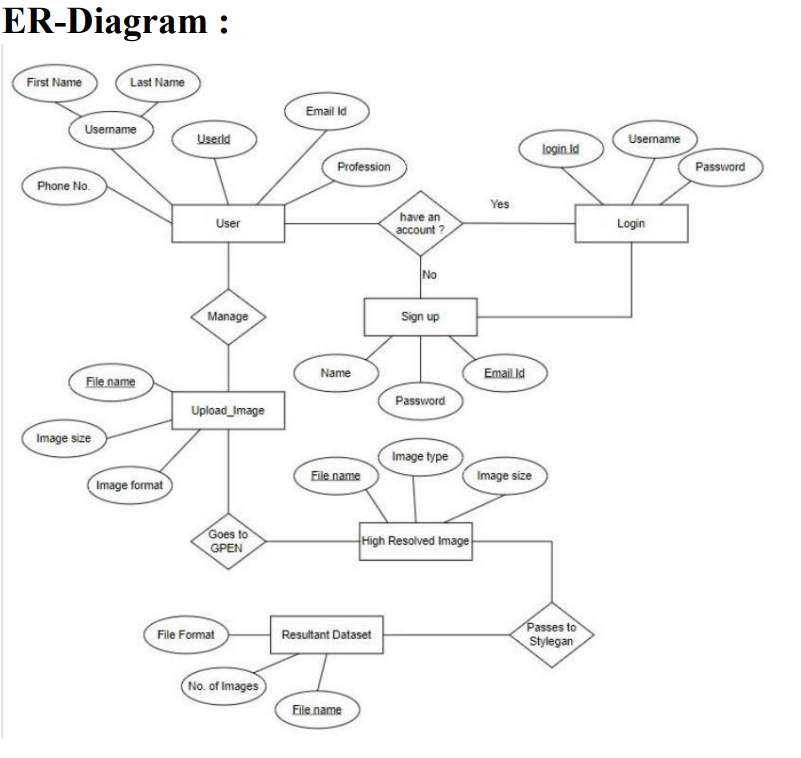 ER-Diagram :
First Name
Last Name
Username
UserId
Email Id
Phone No.
Profession
User
have an
account ?
Yes
No
login Id
Username
Password
Login
Manage
Sign up
Name
Password
Email Id
File name
Upload_Image
Image size
Image format
File name
Image type
Image size
Goes to
GPEN
High Resolved Image
Passes to
Stylegan
File Format
Resultant Dataset
No. of Images
File name